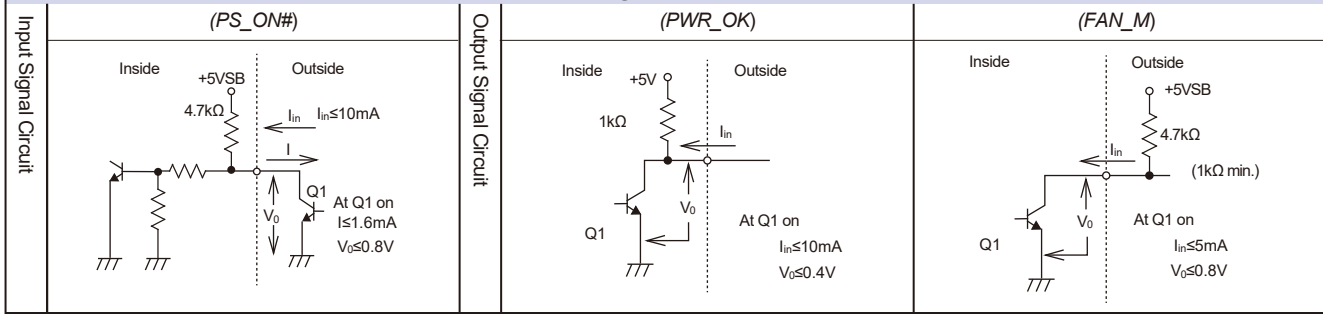 Input Signal Circuit
(PS_ON#)
Inside
Outside
+5VSB
4.7kΩ
Iin
Iin≤10mA
I
V0
Q1
At Q1 on
I≤1.6mA
V0≤0.8V
Output Signal Circuit
(PWR_OK)
Inside
Outside
+5V
1kΩ
Iin
V0
Q1
At Q1 on
Iin≤10mA
V0≤0.4V
(FAN_M)
Inside
Outside
+5VSB
4.7kΩ
Iin
(1kΩ min.)
V0
Q1
At Q1 on
Iin≤5mA
V0≤0.8V